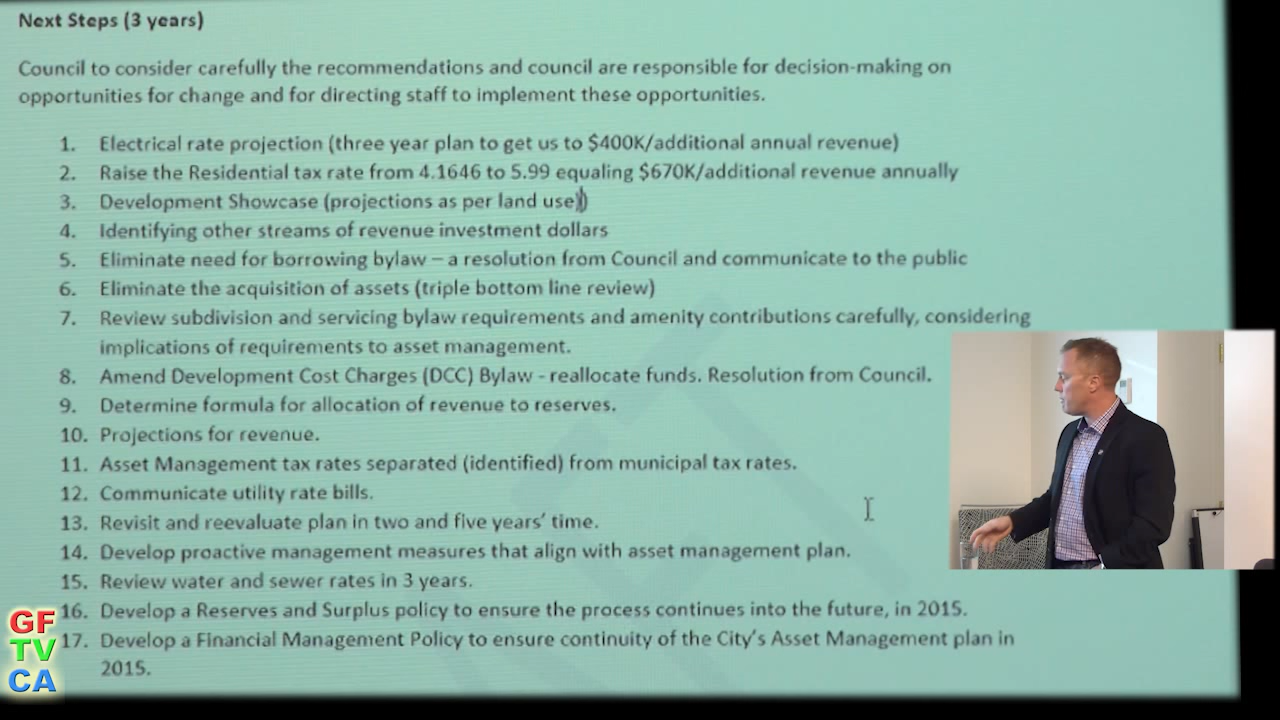 Next Steps (3 years)
Council to consider carefully the recommendations and council are responsible for decision-making on
opportunities for change and for directing staff to implement these opportunities.
1. Electrical rate projection (three year plan to get us to $400K/additional annual revenue)
2. Raise the Residential tax rate from 4.1646 to 5.99 equaling $670K/additional revenue annually
3. Development Showcase (projections as per land use))
4. Identifying other streams of revenue investment dollars
5. Eliminate need for borrowing bylaw – a resolution from Council and communicate to the public
6. Eliminate the acquisition of assets (triple bottom line review)
7. Review subdivision and servicing bylaw requirements and amenity contributions carefully, considering
implications of requirements to asset management.
8. Amend Development Cost Charges (DCC) Bylaw - reallocate funds. Resolution from Council.
9. Determine formula for allocation of revenue to reserves.
10. Projections for revenue.
11. Asset Management tax rates separated (identified) from municipal tax rates.
12. Communicate utility rate bills.
13. Revisit and reevaluate plan in two and five years' time.
14. Develop proactive management measures that align with asset management plan.
15. Review water and sewer rates in 3 years.
16. Develop a Reserves and Surplus policy to ensure the process continues into the future, in 2015.
17. Develop a Financial Management Policy to ensure continuity of the City's Asset Management plan in
2015.
GF
TV
CA